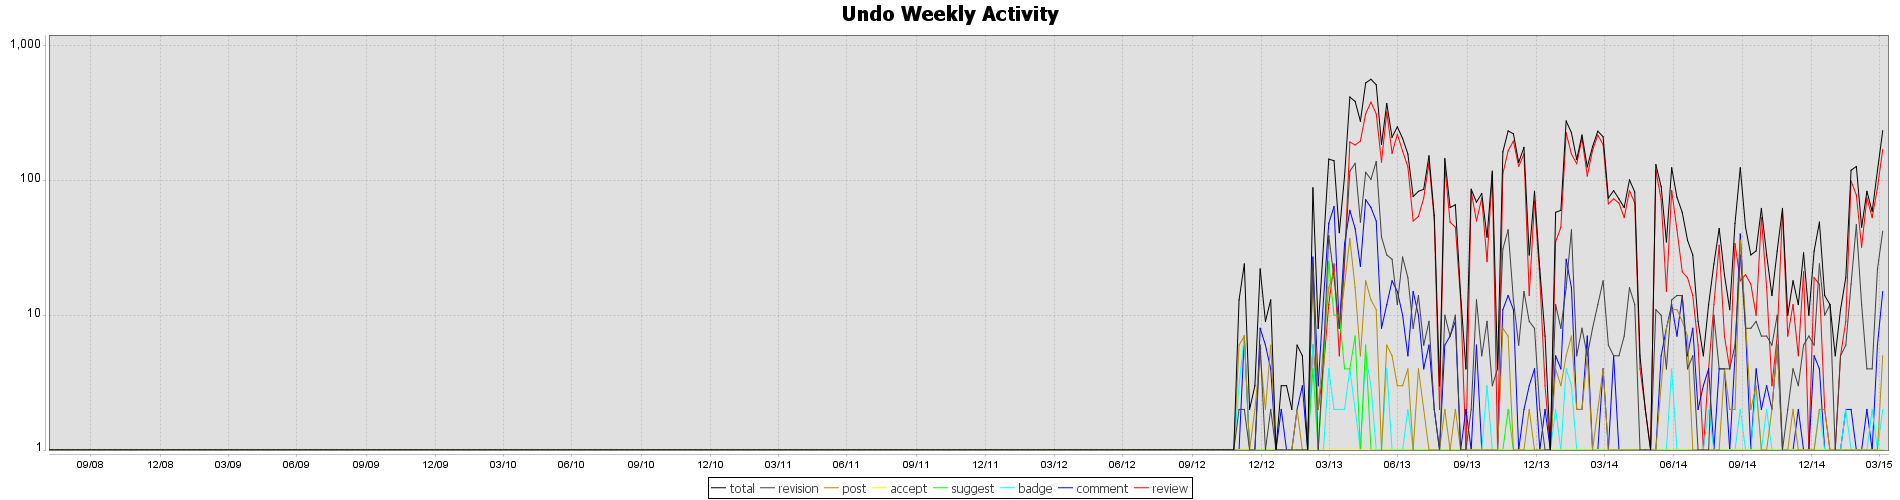 Undo Weekly Activity
1,000
100
10
1
09/08 12/08 03/09 06/09 09/09 12/09 03/10 06/10 09/10 12/10 03/11 06/11 09/11 12/11 03/12 06/12 09/12 12/12 03/13 06/13 09/13 12/13 03/14 06/14 09/14 12/14 03/15
total revision post accept suggest badge comment review